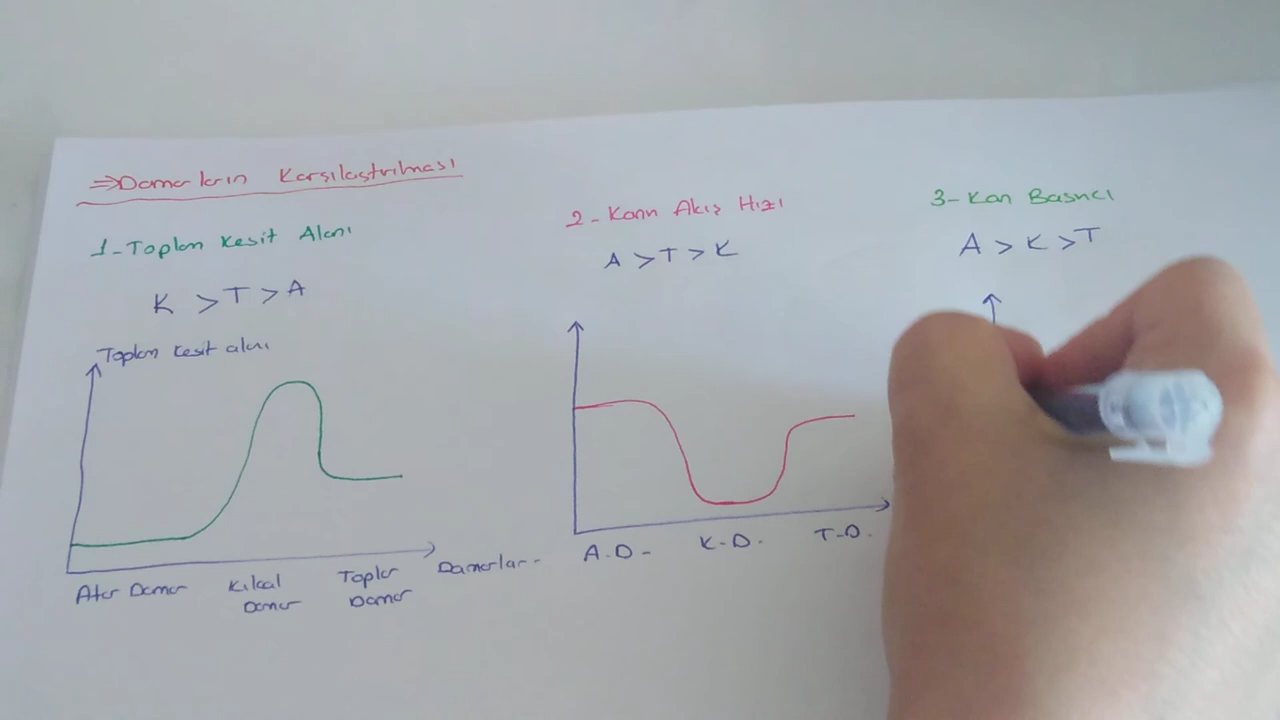 ⇒Damarların Karşılaştırılması
1-Toplam Kesit Alanı
K > T > A
Toplam kesit alanı
Atar Damar
Kılcal Damar
Toplar Damar
Damarlar-
2-Kanın Akış Hızı
A > T > K
A.D-
K.D.
T.D.
3-Kan Basıncı
A > K > T